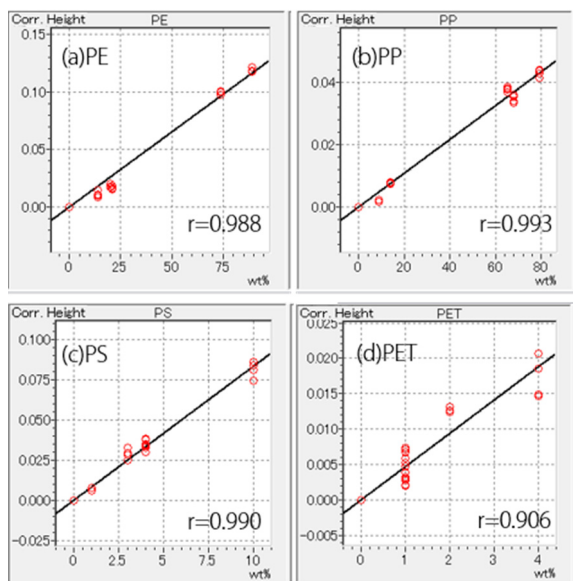 Corr. Height PE
0.15
(a)PE
0.10
0.05
0.00
r=0.988
0 25 50 75
wt%
Corr. Height PP
(b)PP
0.04
0.02
0.00
r=0.993
0 20 40 60 80
wt%
Corr. Height PS
0.100
(c)PS
0.075
0.050
0.025
0.000
-0.025
r=0.990
0.0 2.5 5.0 7.5 10.0
wt%
Corr. Height PET
0.025
(d)PET
0.020
0.015
0.010
0.005
0.000
-0.005
r=0.906
0 1 2 3 4
wt%